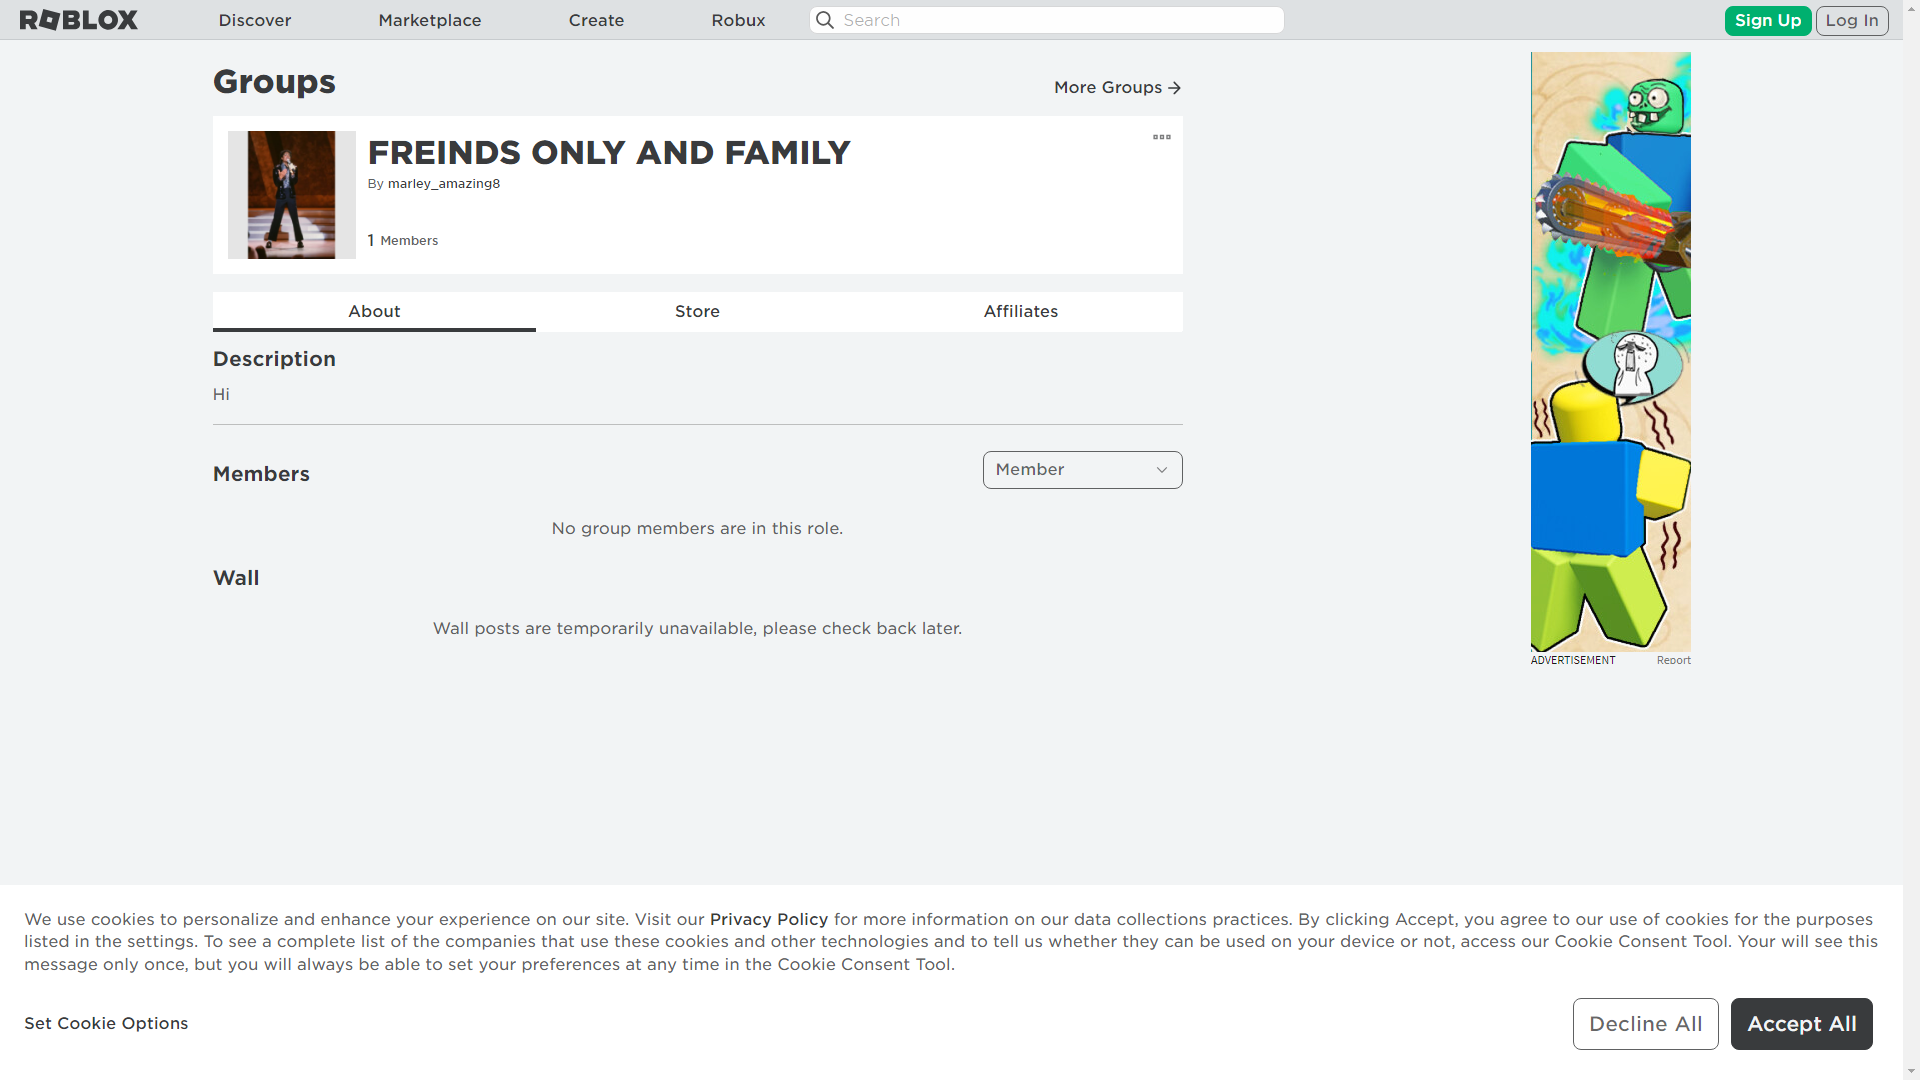 ROBLOX Discover Marketplace Create Robux Search Sign Up Log In
Groups
More Groups
FREINDS ONLY AND FAMILY
By marley_amazing8
1 Members
About Store Affiliates
Description
Hi
Members
Member
No group members are in this role.
Wall
Wall posts are temporarily unavailable, please check back later.
ADVERTISEMENT Report
We use cookies to personalize and enhance your experience on our site. Visit our Privacy Policy for more information on our data collections practices. By clicking Accept, you agree to our use of cookies for the purposes
listed in the settings. To see a complete list of the companies that use these cookies and other technologies and to tell us whether they can be used on your device or not, access our Cookie Consent Tool. Your will see this
message only once, but you will always be able to set your preferences at any time in the Cookie Consent Tool.
Set Cookie Options
Decline All
Accept All